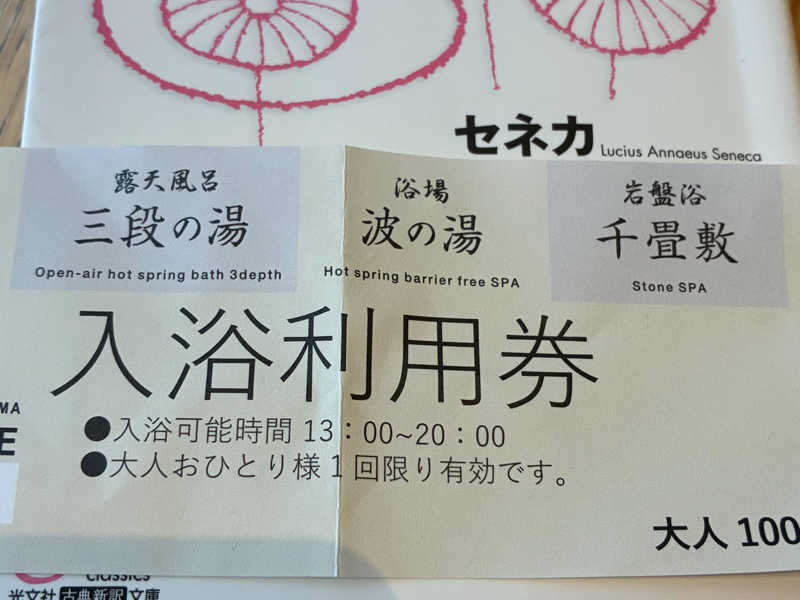 セネカ Lucius Annaeus Seneca
露天風呂
三段の湯
Open-air hot spring bath 3depth
浴場
波の湯
Hot spring barrier free SPA
岩盤浴
千畳敷
Stone SPA
入浴利用券
MA
E
●入浴可能時間 13：00~20：00
●大人おひとり様1回限り有効です。
大人 100
classics
光文社 古典新訳 文庫